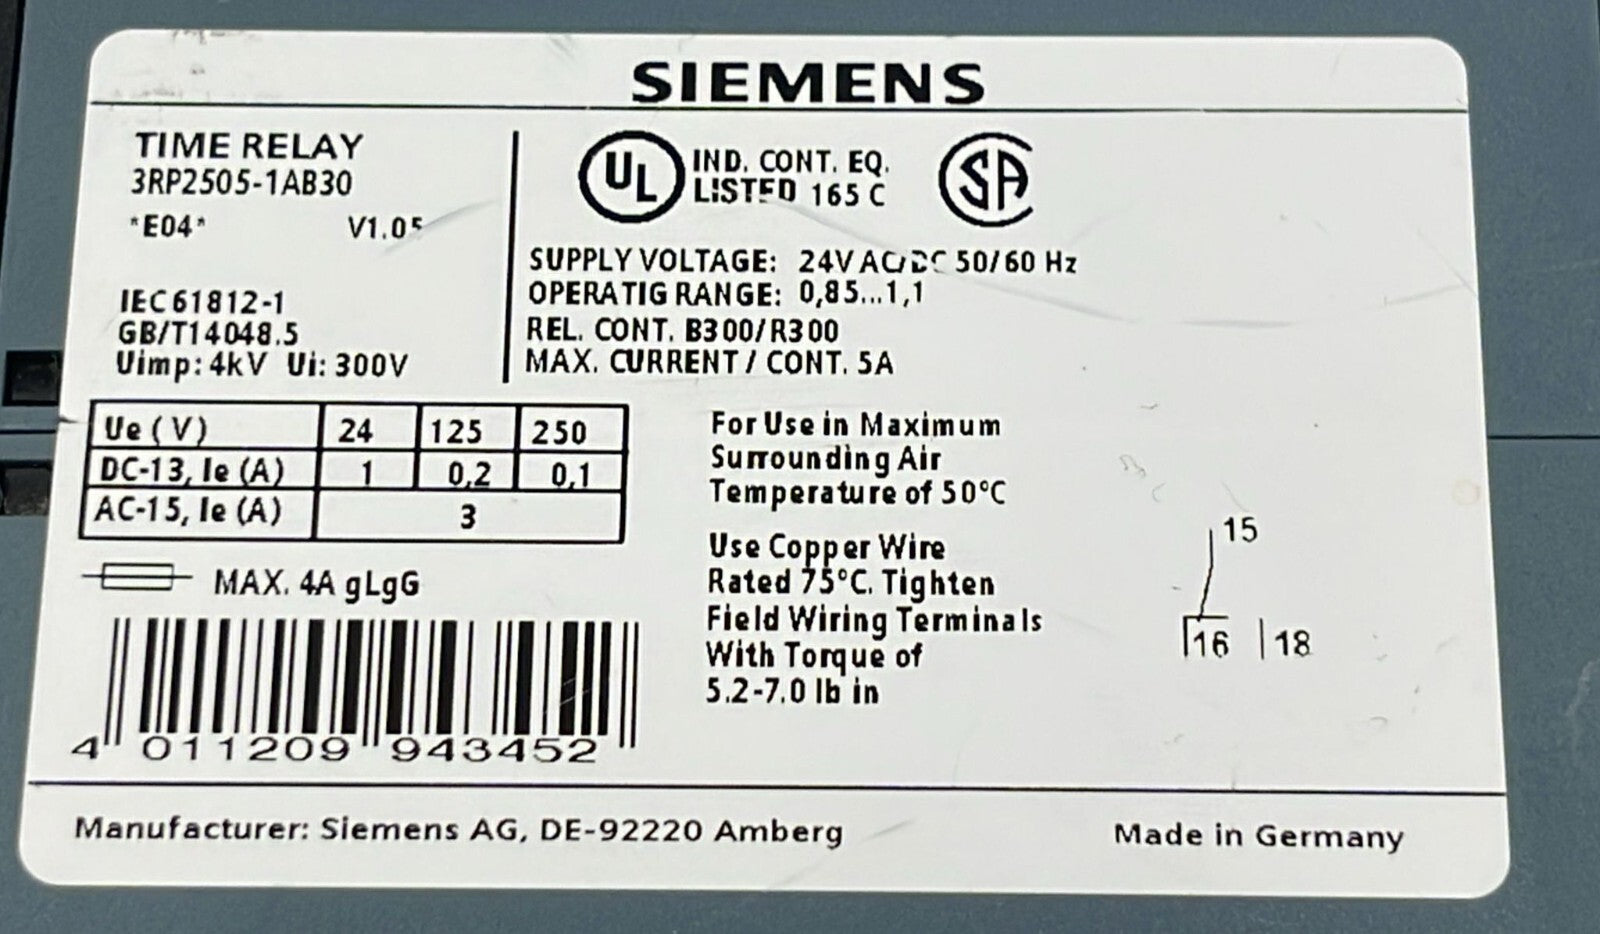 SIEMENS
TIME RELAY
3RP2505-1AB30
*E04* V1.05
IEC61812-1
GB/T14048.5
Uimp: 4kV Ui: 300V
UL IND. CONT. EQ.
LISTED 165 C
SA
SUPPLY VOLTAGE: 24V AC/DC 50/60 Hz
OPERATIG RANGE: 0,85...1,1
REL. CONT. B300/R300
MAX. CURRENT / CONT. 5A
Ue (V) 24 125 250
DC-13, Ie (A) 1 0,2 0,1
AC-15, Ie (A) 3
MAX. 4A gLgG
4 011209 943452
For Use in Maximum
Surrounding Air
Temperature of 50°C
Use Copper Wire
Rated 75°C. Tighten
Field Wiring Terminals
With Torque of
5.2-7.0 lb in
15
16 18
Manufacturer: Siemens AG, DE-92220 Amberg Made in Germany